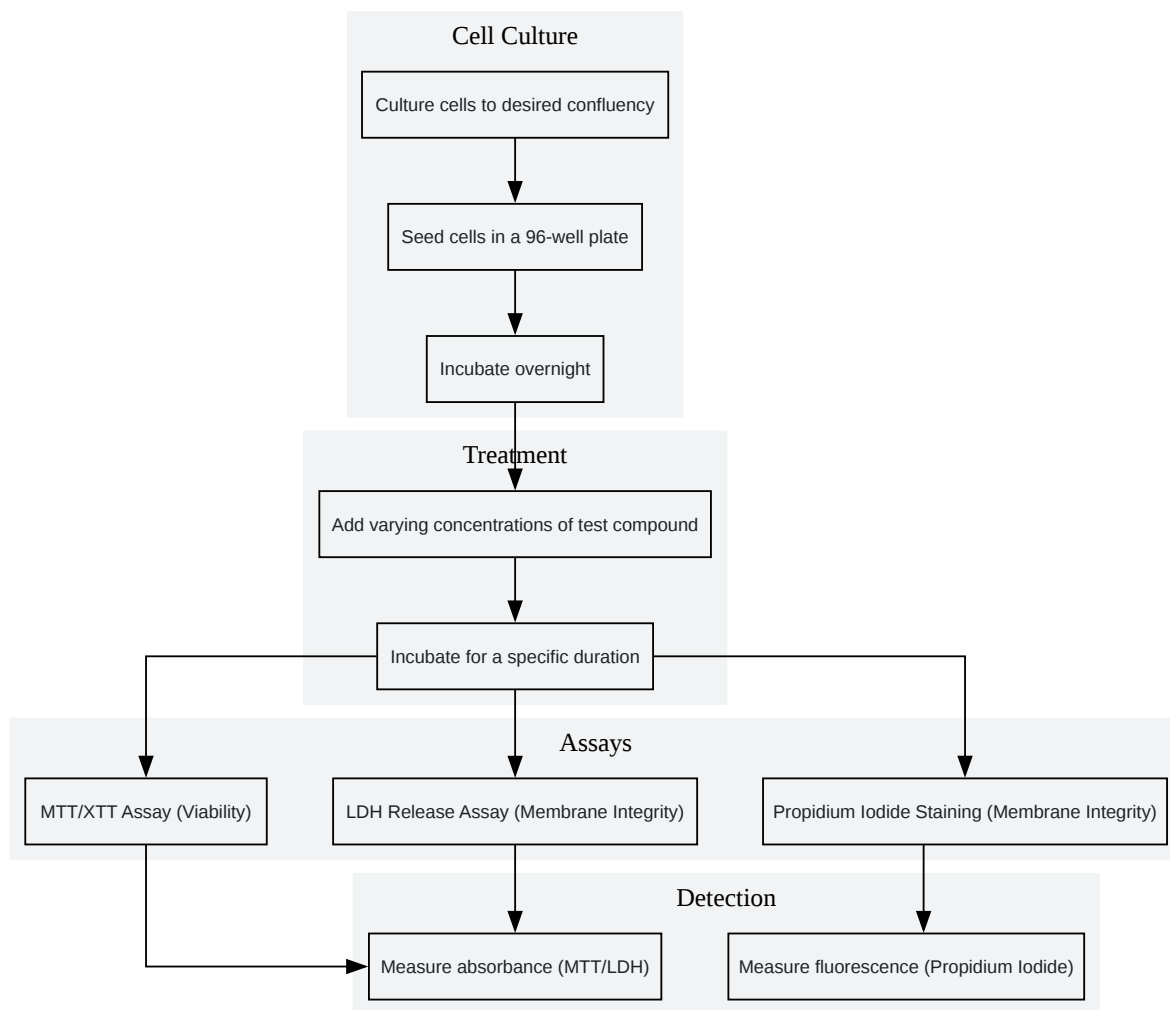 Cell Culture
Culture cells to desired confluency
Seed cells in a 96-well plate
Incubate overnight
Treatment
Add varying concentrations of test compound
Incubate for a specific duration
Assays
MTT/XTT Assay (Viability)
LDH Release Assay (Membrane Integrity)
Propidium Iodide Staining (Membrane Integrity)
Detection
Measure absorbance (MTT/LDH)
Measure fluorescence (Propidium Iodide)